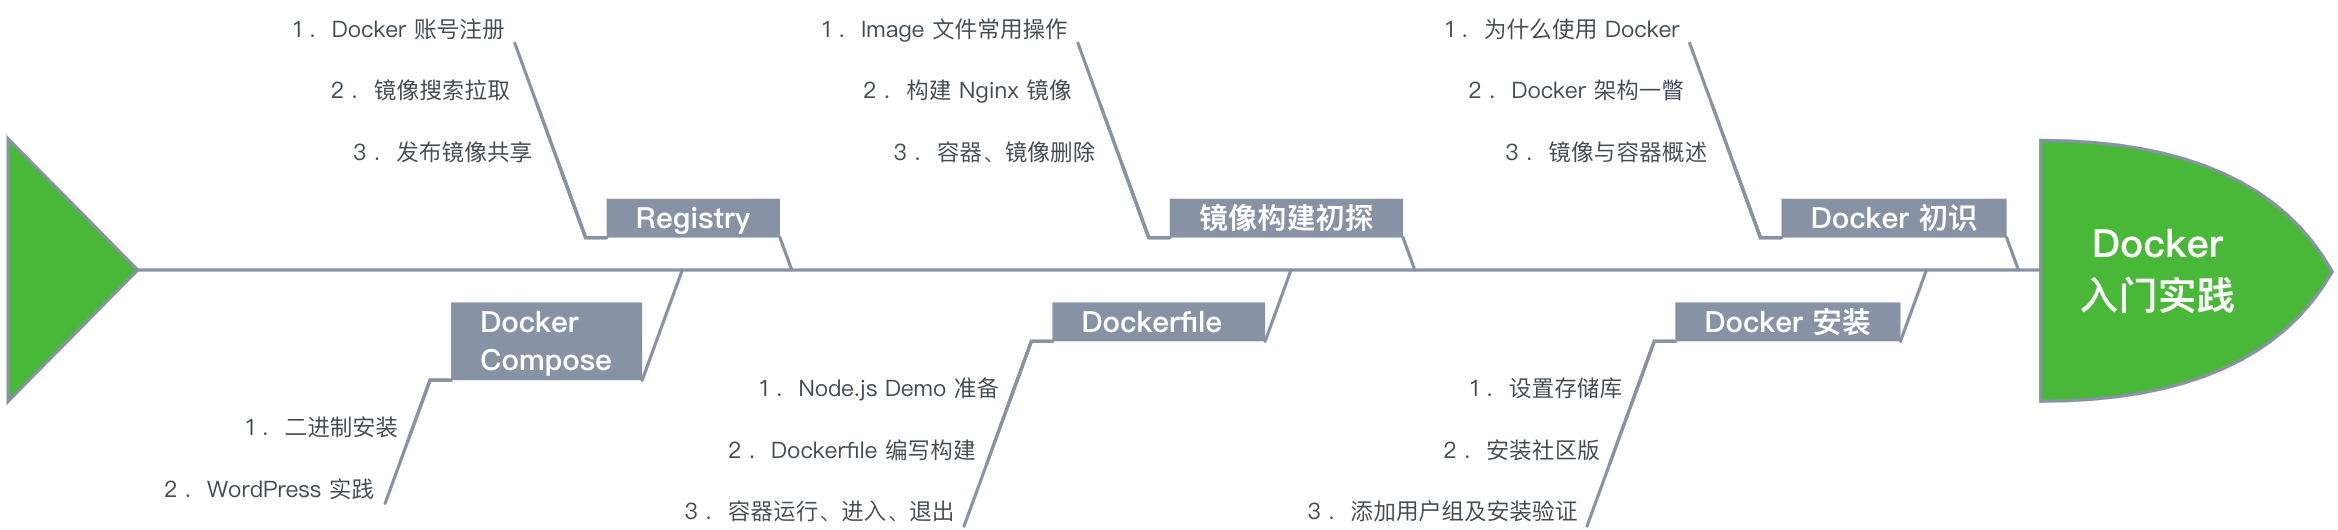 1. Docker 账号注册
2. 镜像搜索拉取
3. 发布镜像共享
Registry
1. Image 文件常用操作
2. 构建 Nginx 镜像
3. 容器、镜像删除
镜像构建初探
1. 为什么使用 Docker
2. Docker 架构一瞥
3. 镜像与容器概述
Docker 初识
Docker
入门实践
Docker
Compose
1. 二进制安装
2. WordPress 实践
Dockerfile
1. Node.js Demo 准备
2. Dockerfile 编写构建
3. 容器运行、进入、退出
Docker 安装
1. 设置存储库
2. 安装社区版
3. 添加用户组及安装验证